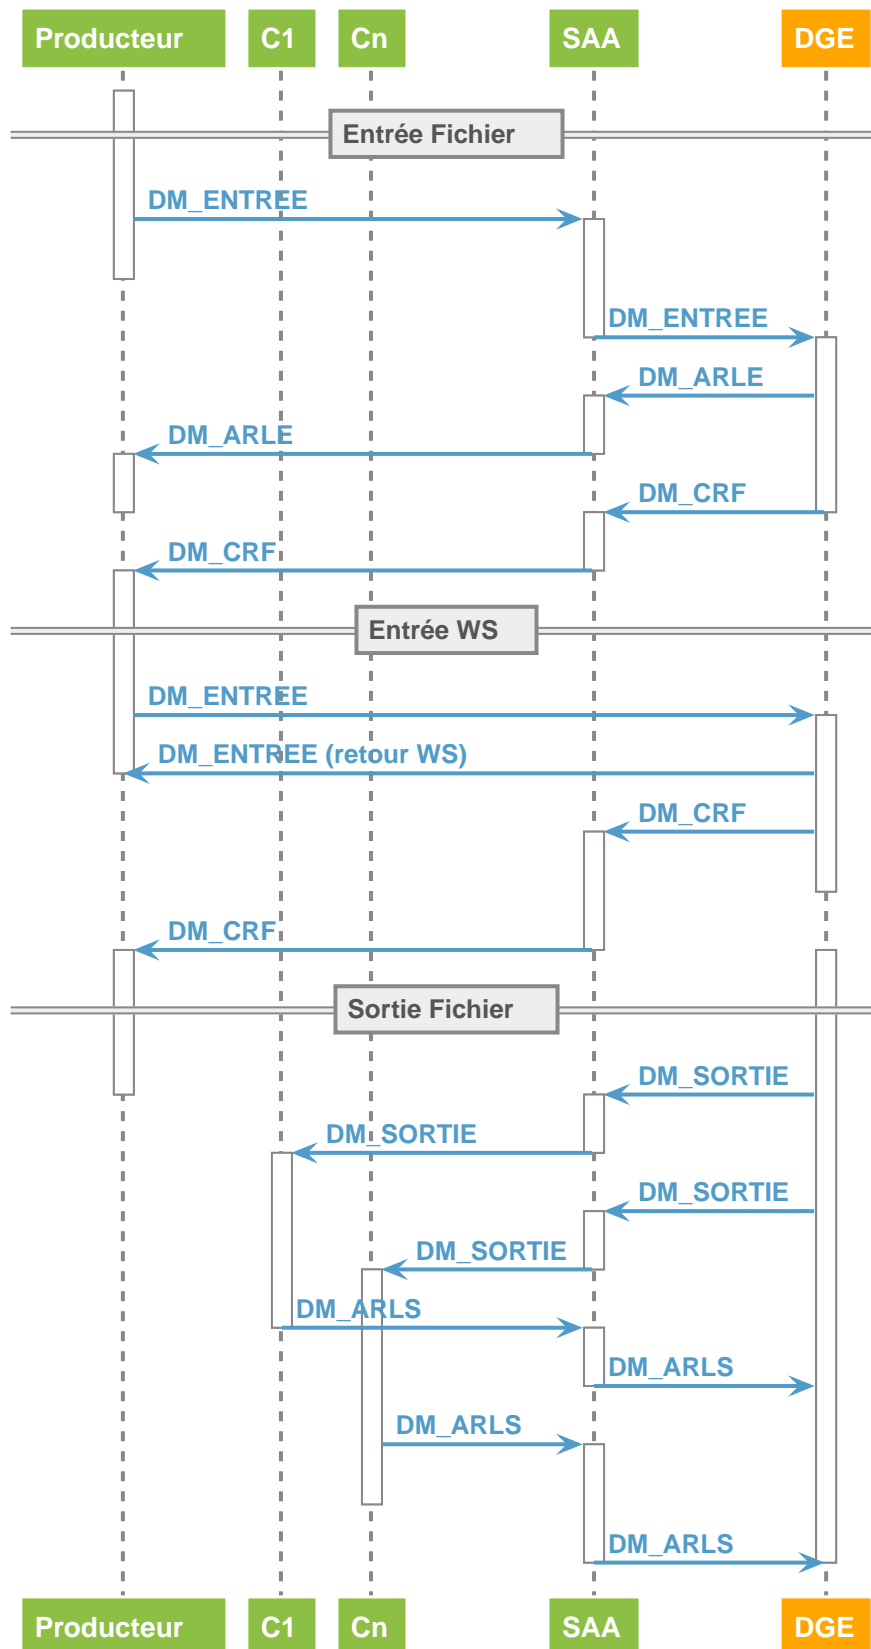 Producteur C1 Cn SAA DGE
Entrée Fichier
DM_ENTREE
DM_ENTREE
DM_ARLE
DM_ARLE
DM_CRF
DM_CRF
Entrée WS
DM_ENTREE
DM_ENTREE (retour WS)
DM_CRF
DM_CRF
Sortie Fichier
DM_SORTIE
DM_SORTIE
DM_SORTIE
DM_SORTIE
DM_ARLS
DM_ARLS
DM_ARLS
DM_ARLS
Producteur C1 Cn SAA DGE